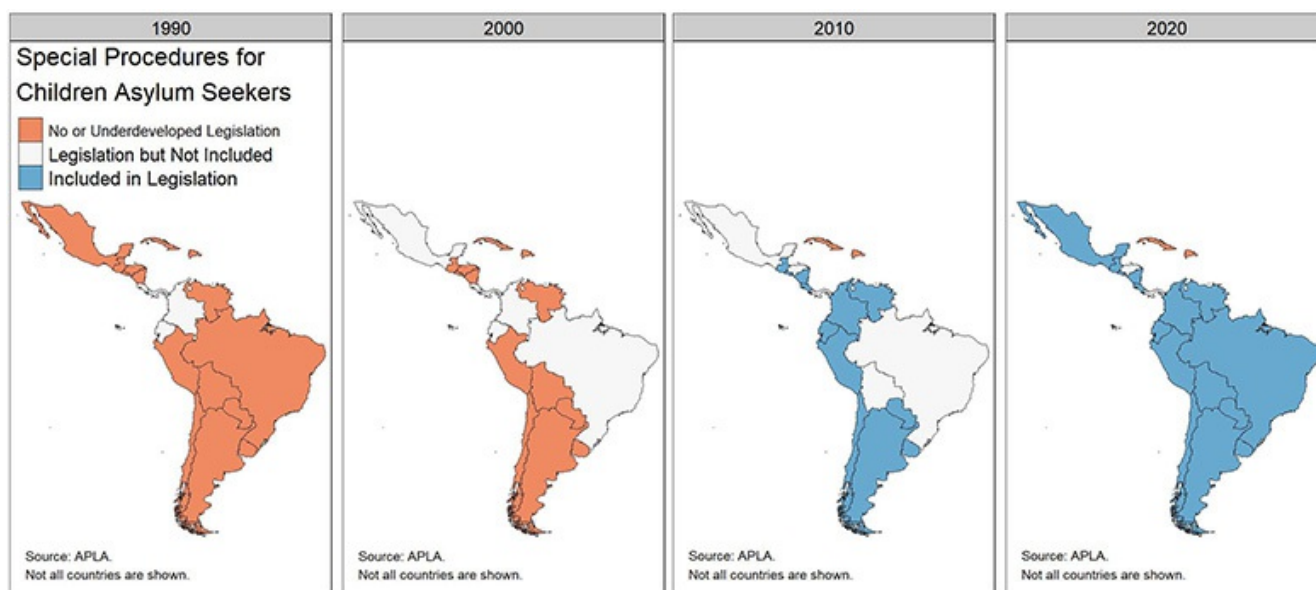 1990
Special Procedures for
Children Asylum Seekers
No or Underdeveloped Legislation
Legislation but Not Included
Included in Legislation
Source: APLA.
Not all countries are shown.
2000
Source: APLA.
Not all countries are shown.
2010
Source: APLA.
Not all countries are shown.
2020
Source: APLA.
Not all countries are shown.